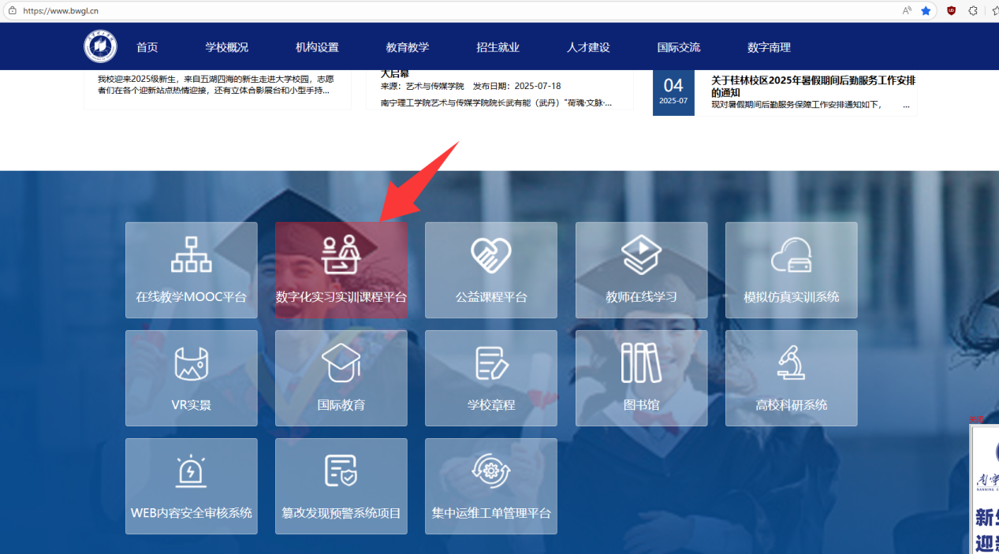 https://www.bwgl.cn
首页 学校概况 机构设置 教育教学 招生就业 人才建设 国际交流 数字南理
我校迎来2025级新生，来自五湖四海的新生走进大学校园，志愿
者们在各个迎新站点热情迎接，还有立体合影展台和小型手持...
大启幕
来源：艺术与传媒学院 发布日期：2025-07-18
南宁理工学院艺术与传媒学院院长武有能（武丹）“荷魂·文脉·...
04
2025-07
关于桂林校区2025年暑假期间后勤服务工作安排
的通知
现对暑假期间后勤服务保障工作安排通知如下， ...
在线教学MOOC平台
数字化实习实训课程平台
公益课程平台
教师在线学习
模拟仿真实训系统
VR实景
国际教育
学校章程
图书馆
高校科研系统
WEB内容安全审核系统
篡改发现预警系统项目
集中运维工单管理平台
关闭
新生
迎新